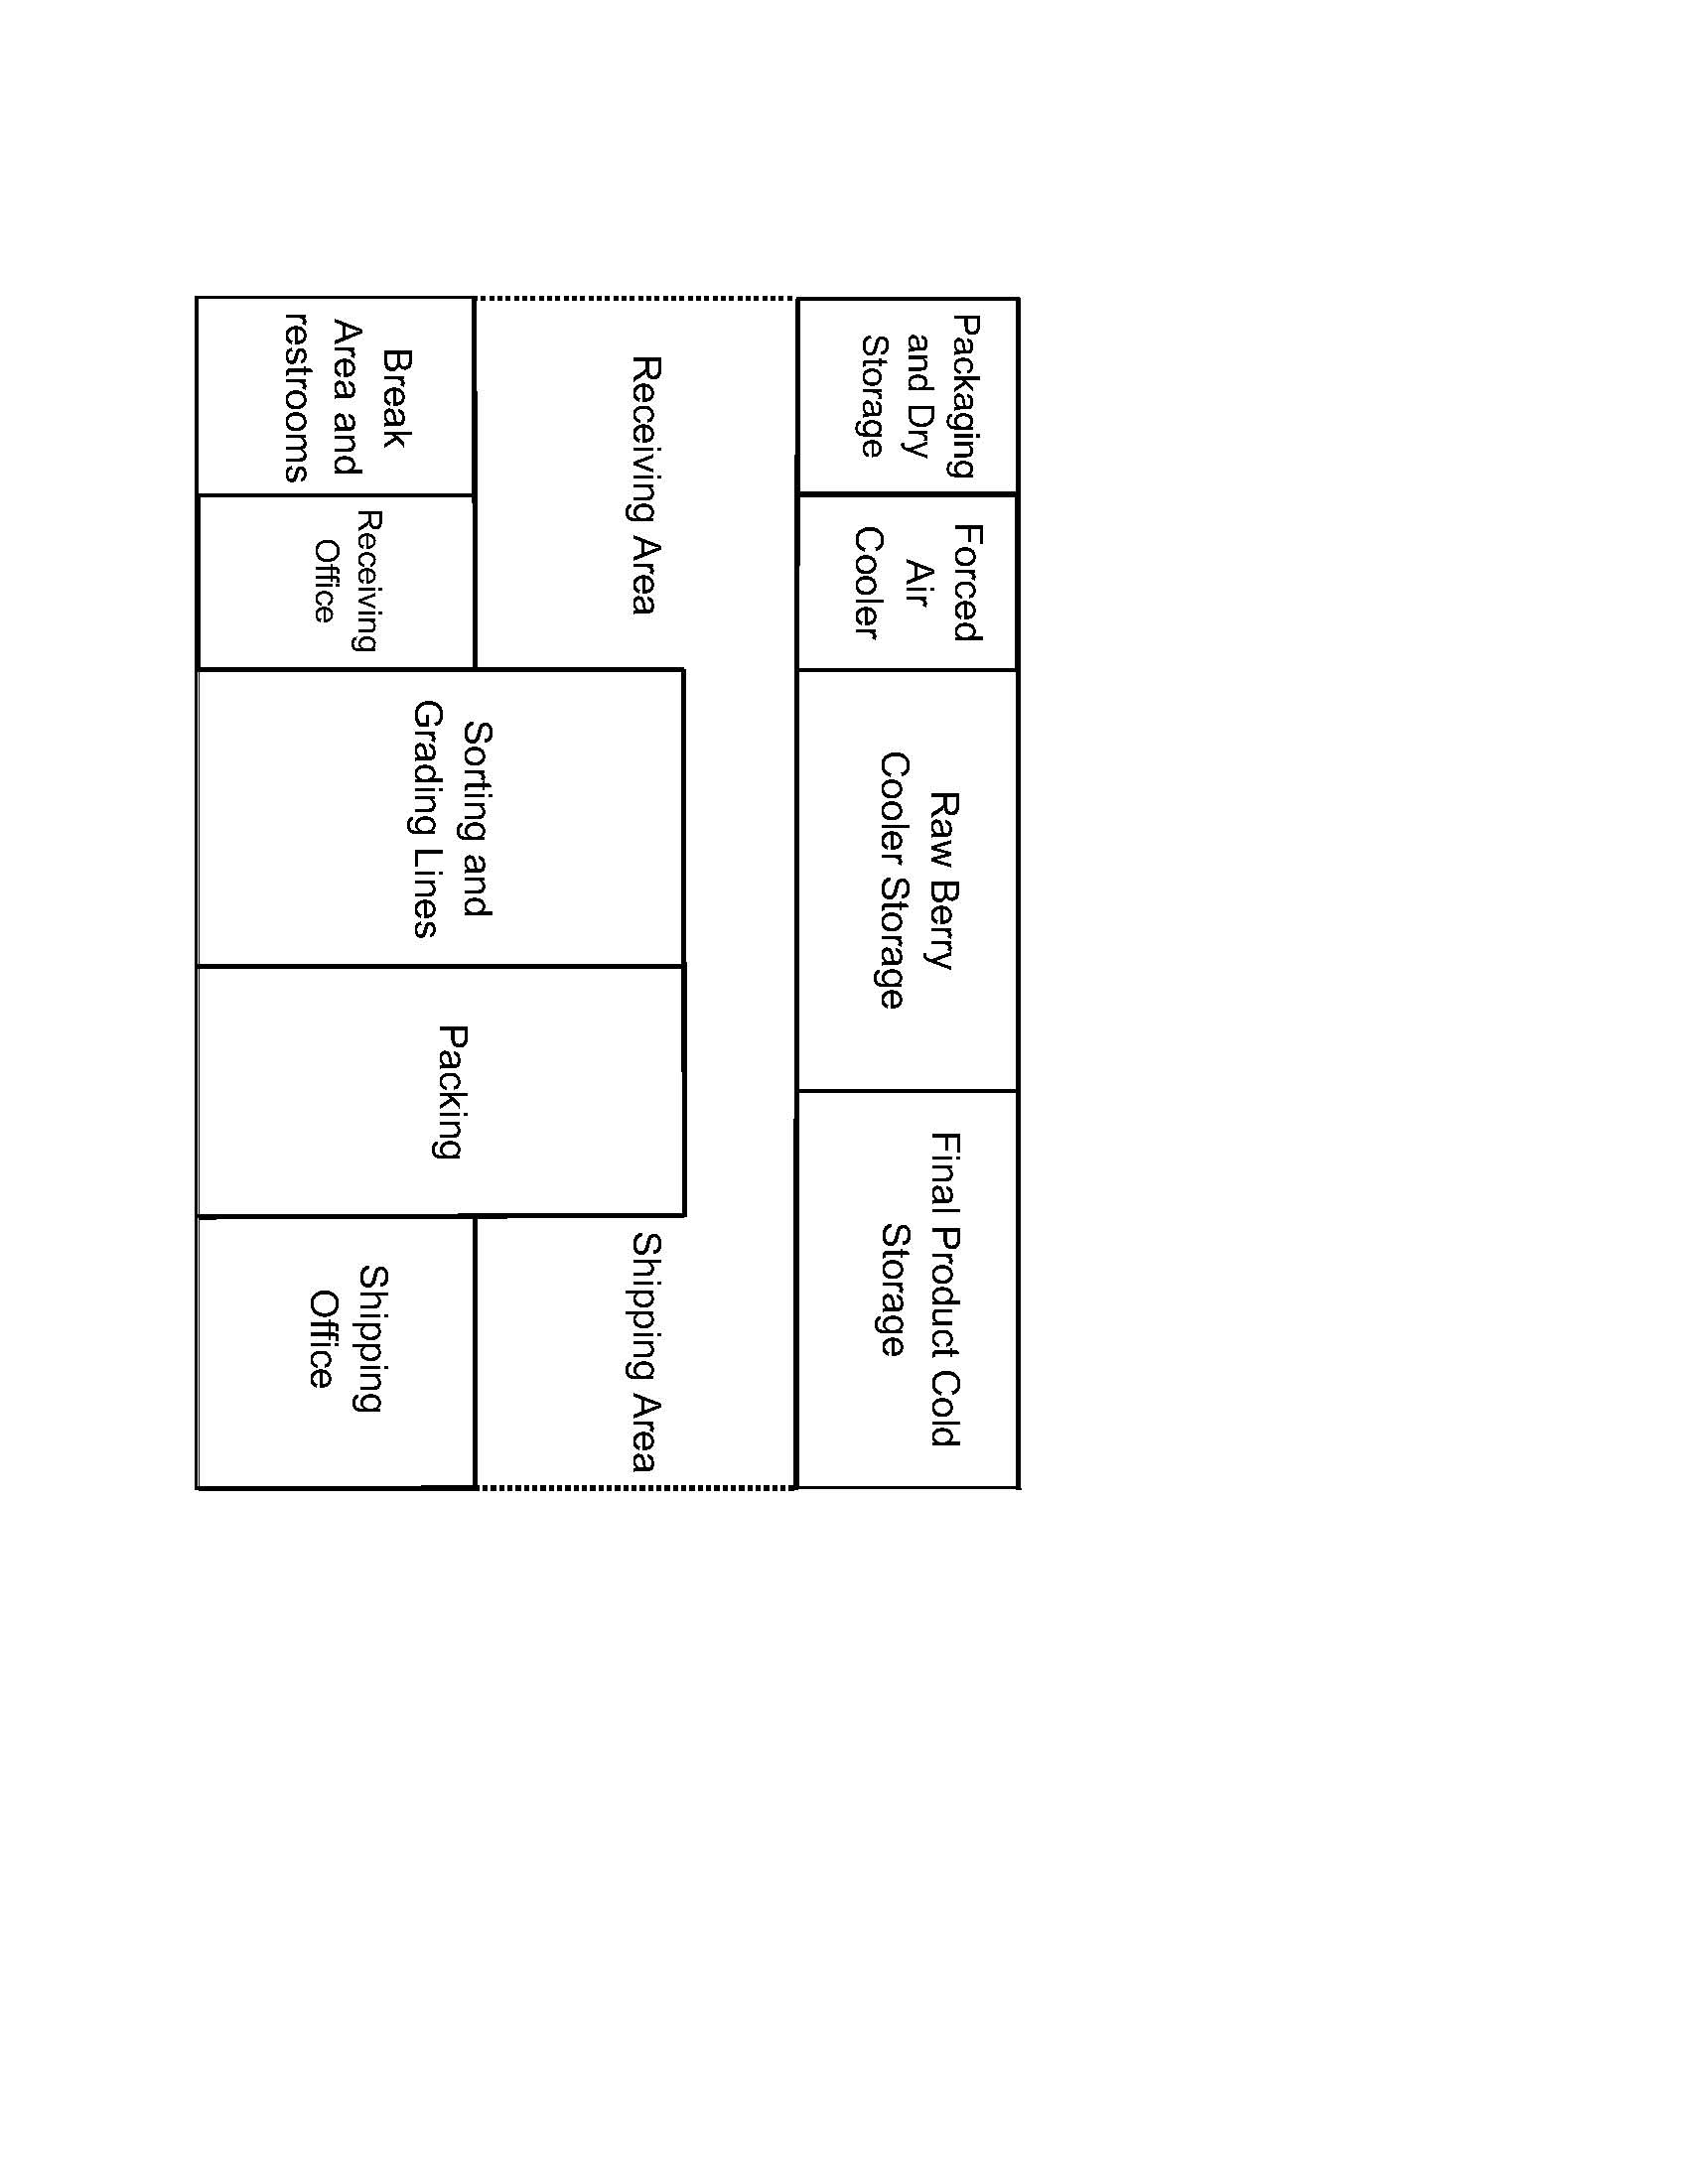 Packaging
and Dry
Storage
Forced
Air
Cooler
Raw Berry
Cooler Storage
Final Product Cold
Storage
Receiving Area
Shipping Area
Break
Area and
restrooms
Receiving
Office
Sorting and
Grading Lines
Packing
Shipping
Office